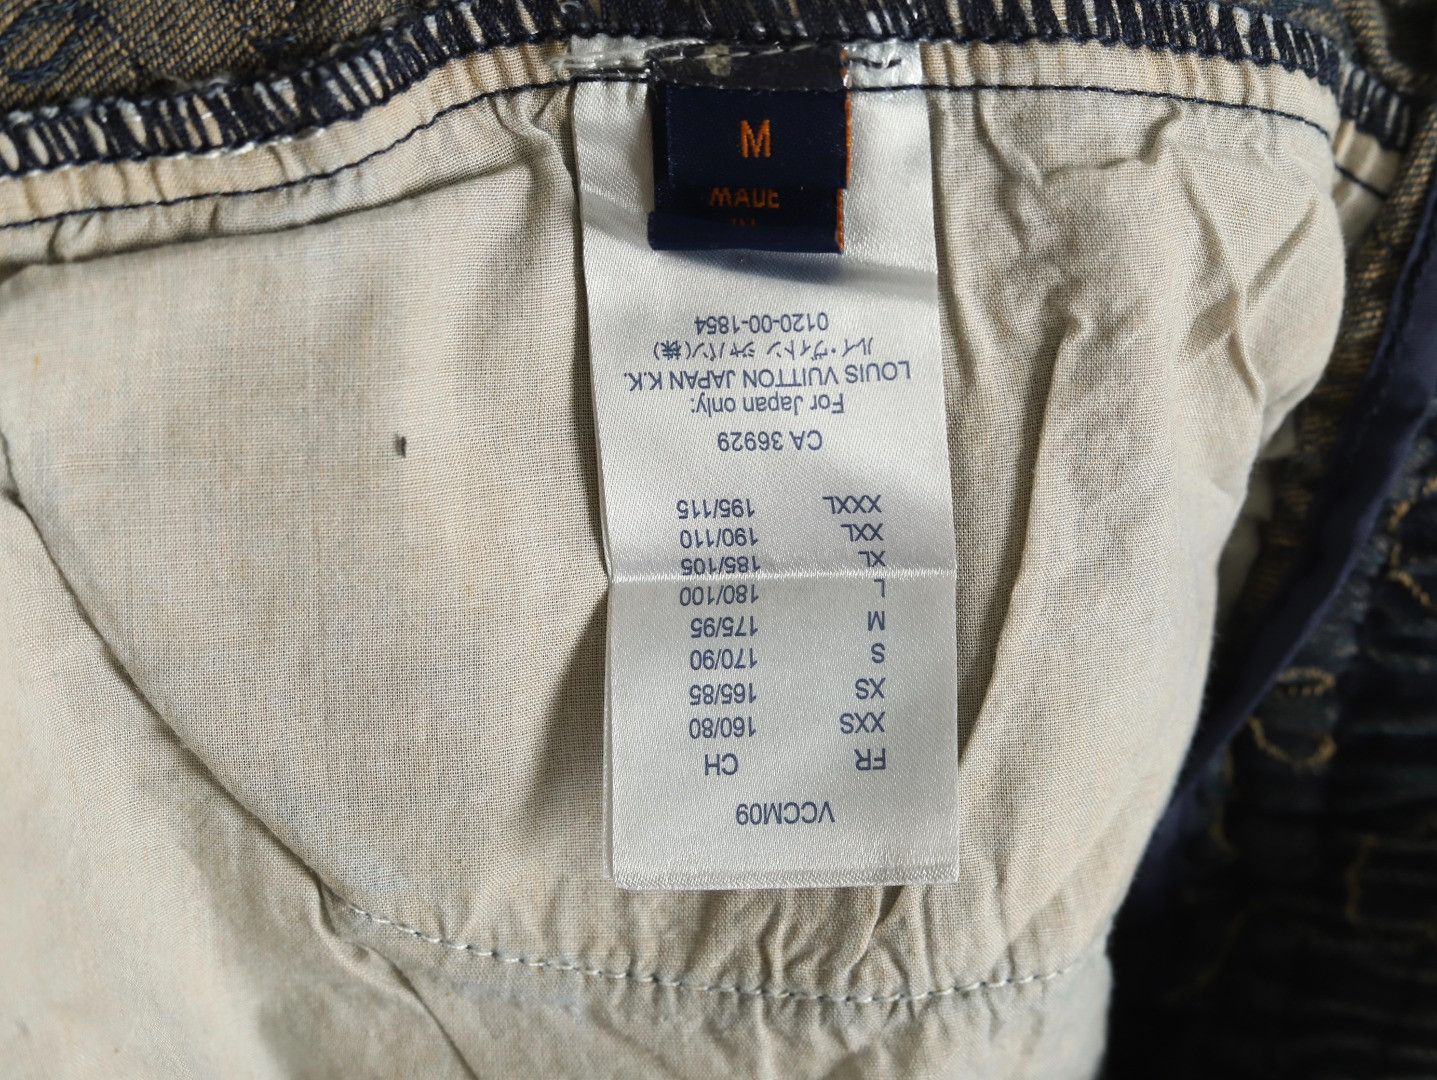 M
MADE
VCCM09
FR CH
XXS 160/80
XS 165/85
S 170/90
M 175/95
L 180/100
XL 185/105
XXL 190/110
XXXL 195/115
CA 36929
For Japan only:
LOUIS VUITTON JAPAN K.K.
ルイ・ヴィトン ジャパン(株)
0120-00-1854